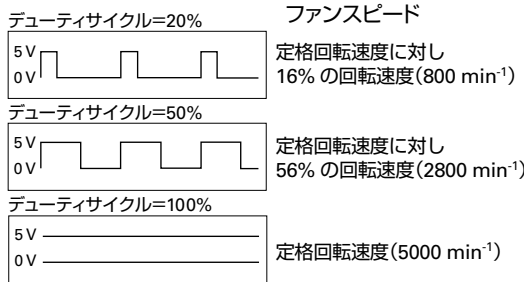 デューティサイクル=20%
ファンスピード
5 V
0 V
定格回転速度に対し
16% の回転速度(800 min-1)
デューティサイクル=50%
5 V
0 V
定格回転速度に対し
56% の回転速度(2800 min-1)
デューティサイクル=100%
5 V
0 V
定格回転速度(5000 min-1)